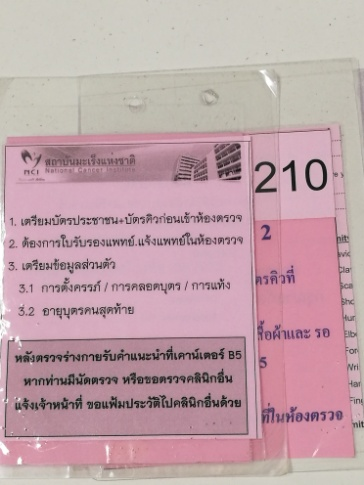 สถาบันมะเร็งแห่งชาติ
National Cancer Institute
NCI
210
1. เตรียมบัตรประชาชน+บัตรคิวก่อนเข้าห้องตรวจ
2. ต้องการใบรับรองแพทย์.แจ้งแพทย์ในห้องตรวจ
3. เตรียมข้อมูลส่วนตัว
3.1 การตั้งครรภ์ / การคลอดบุตร / การแท้ง
3.2 อายุบุตรคนสุดท้าย
หลังตรวจร่างกายรับคำแนะนำที่เคาน์เตอร์ B5
หากท่านมีนัดตรวจ หรือขอตรวจคลินิกอื่น
แจ้งเจ้าหน้าที่ ขอแฟ้มประวัติไปคลินิกอื่นด้วย
2
ตรคิวที่
ื้อผ้าและ รอ
5
ที่ในห้องตรวจ